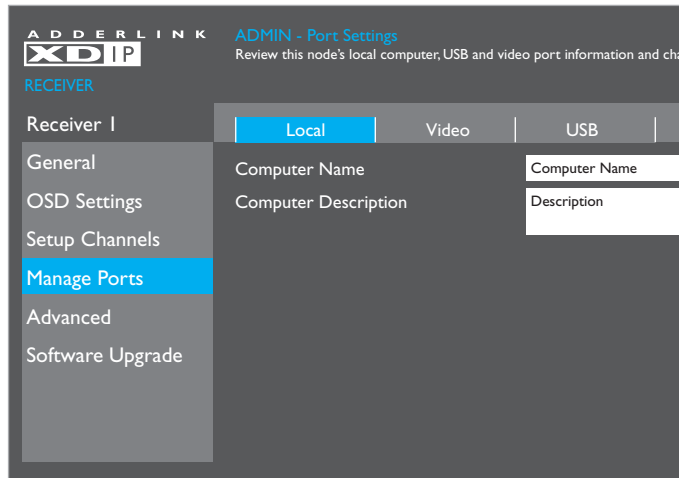 ADDERLINK
XDIP
RECEIVER
ADMIN - Port Settings
Review this node's local computer, USB and video port information and cha
Receiver 1
General
OSD Settings
Setup Channels
Manage Ports
Advanced
Software Upgrade
Local
Video
USB
Computer Name
Computer Name
Computer Description
Description